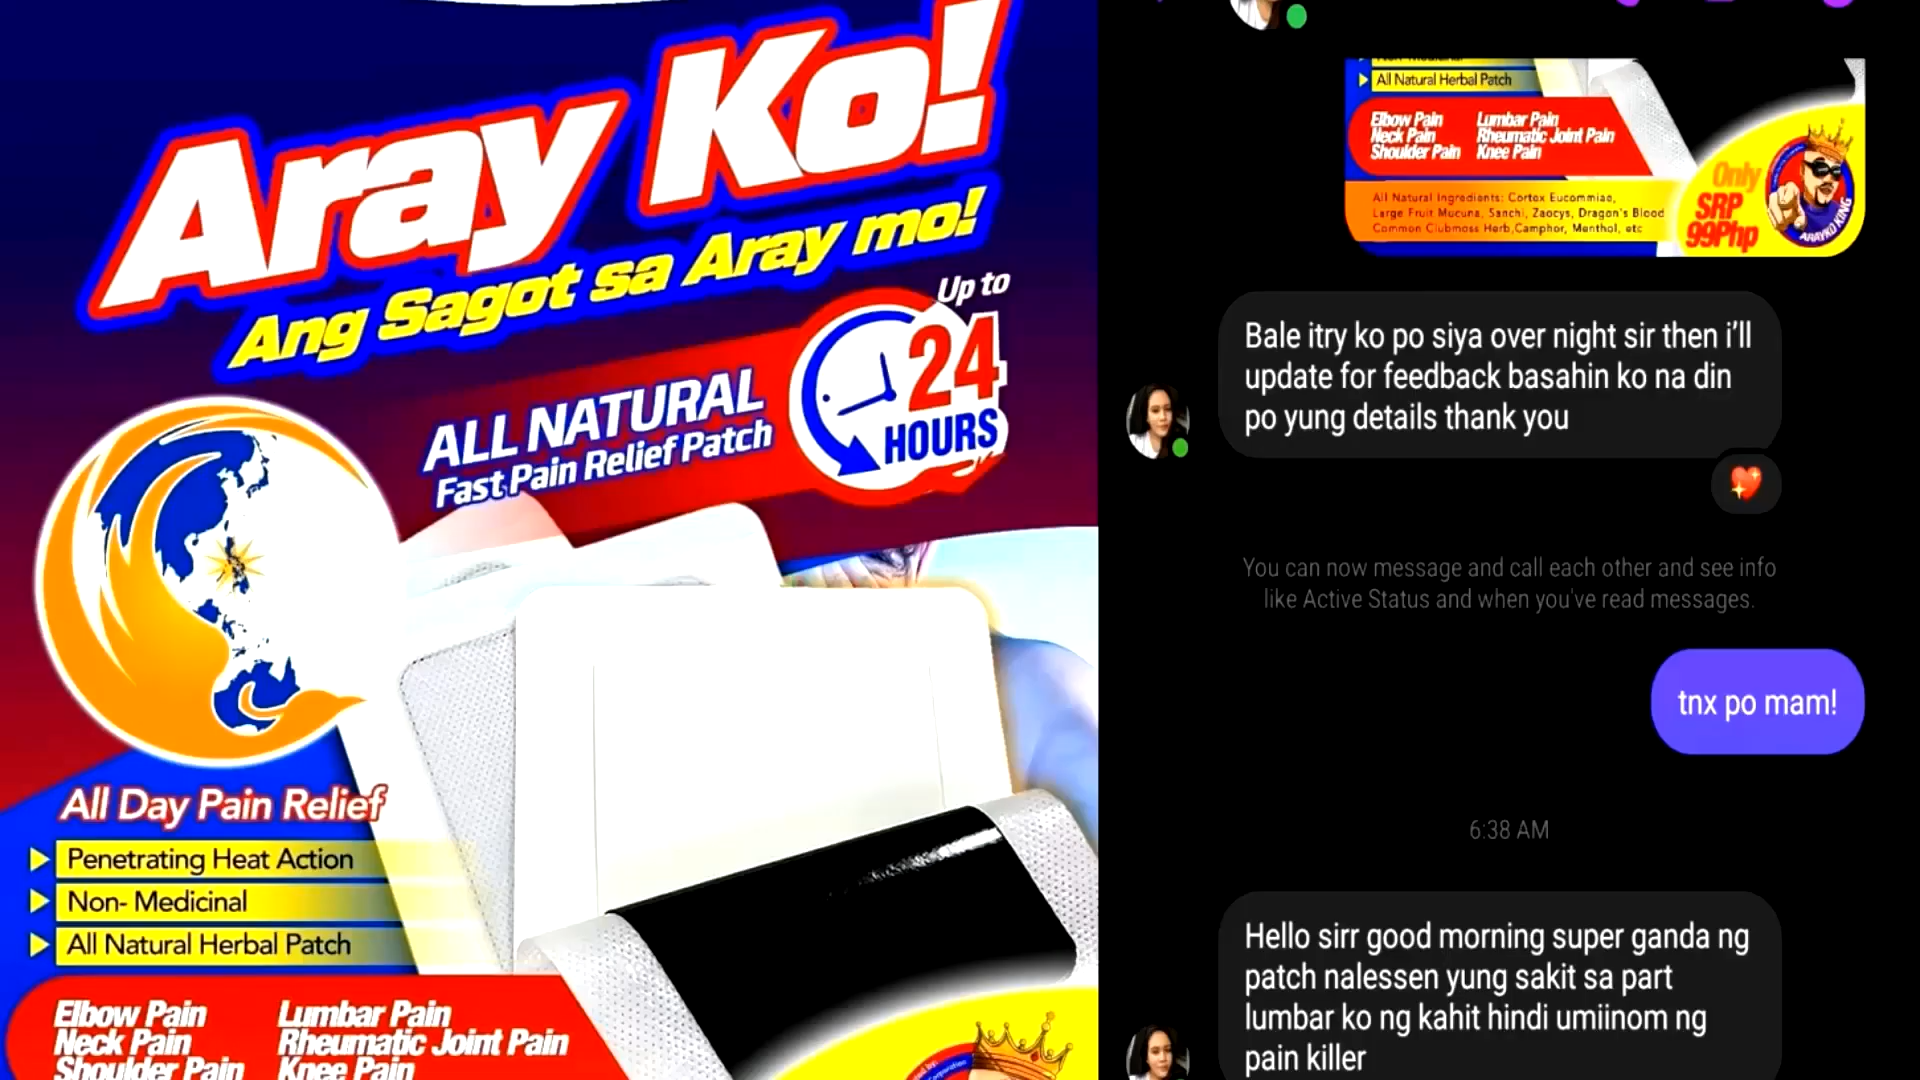 Aray Ko!
Ang Sagot sa Aray mo!
Up to
24
HOURS
ALL NATURAL
Fast Pain Relief Patch
All Day Pain Relief
Penetrating Heat Action
Non- Medicinal
All Natural Herbal Patch
Elbow Pain
Neck Pain
Shoulder Pain
Lumbar Pain
Rheumatic Joint Pain
Knee Pain
All Natural Herbal Patch
Elbow Pain
Neck Pain
Shoulder Pain
Lumbar Pain
Rheumatic Joint Pain
Knee Pain
All Natural Ingredients: Cortex Eucommiae,
Large Fruit Mucuna, Sanchi, Zaocys, Dragon's Blood
Common Clubmoss Herb,Camphor, Menthol, etc
Only
SRP
99Php
ARAYKO KING
Bale itry ko po siya over night sir then i'll
update for feedback basahin ko na din
po yung details thank you
You can now message and call each other and see info
like Active Status and when you've read messages.
tnx po mam!
6:38 AM
Hello sirr good morning super ganda ng
patch nalessen yung sakit sa part
lumbar ko ng kahit hindi umiinom ng
pain killer